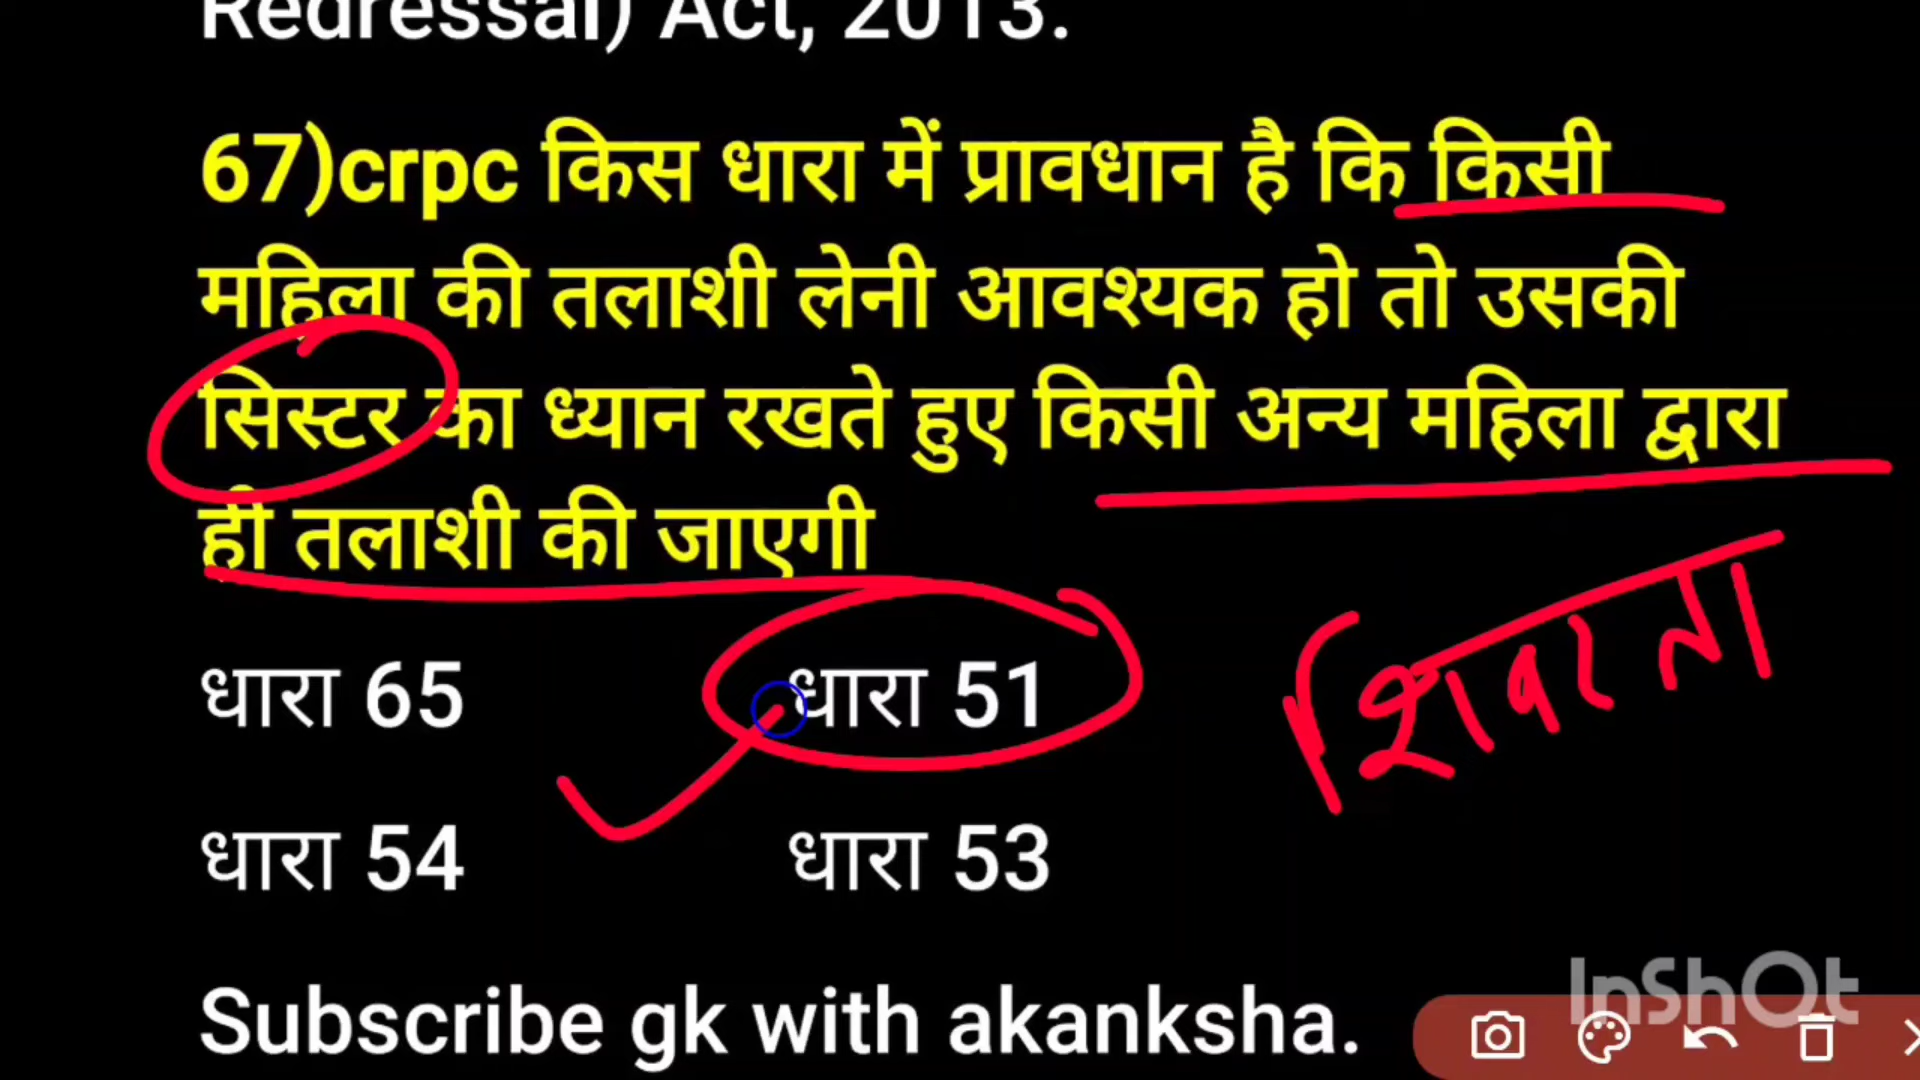 Redressal) Act, 2013.
67)crpc किस धारा में प्रावधान है कि किसी
महिला की तलाशी लेनी आवश्यक हो तो उसकी
सिस्टर का ध्यान रखते हुए किसी अन्य महिला द्वारा
ही तलाशी की जाएगी
धारा 65 धारा 51
शिवरता
धारा 54 धारा 53
Subscribe gk with akanksha.
InShOt